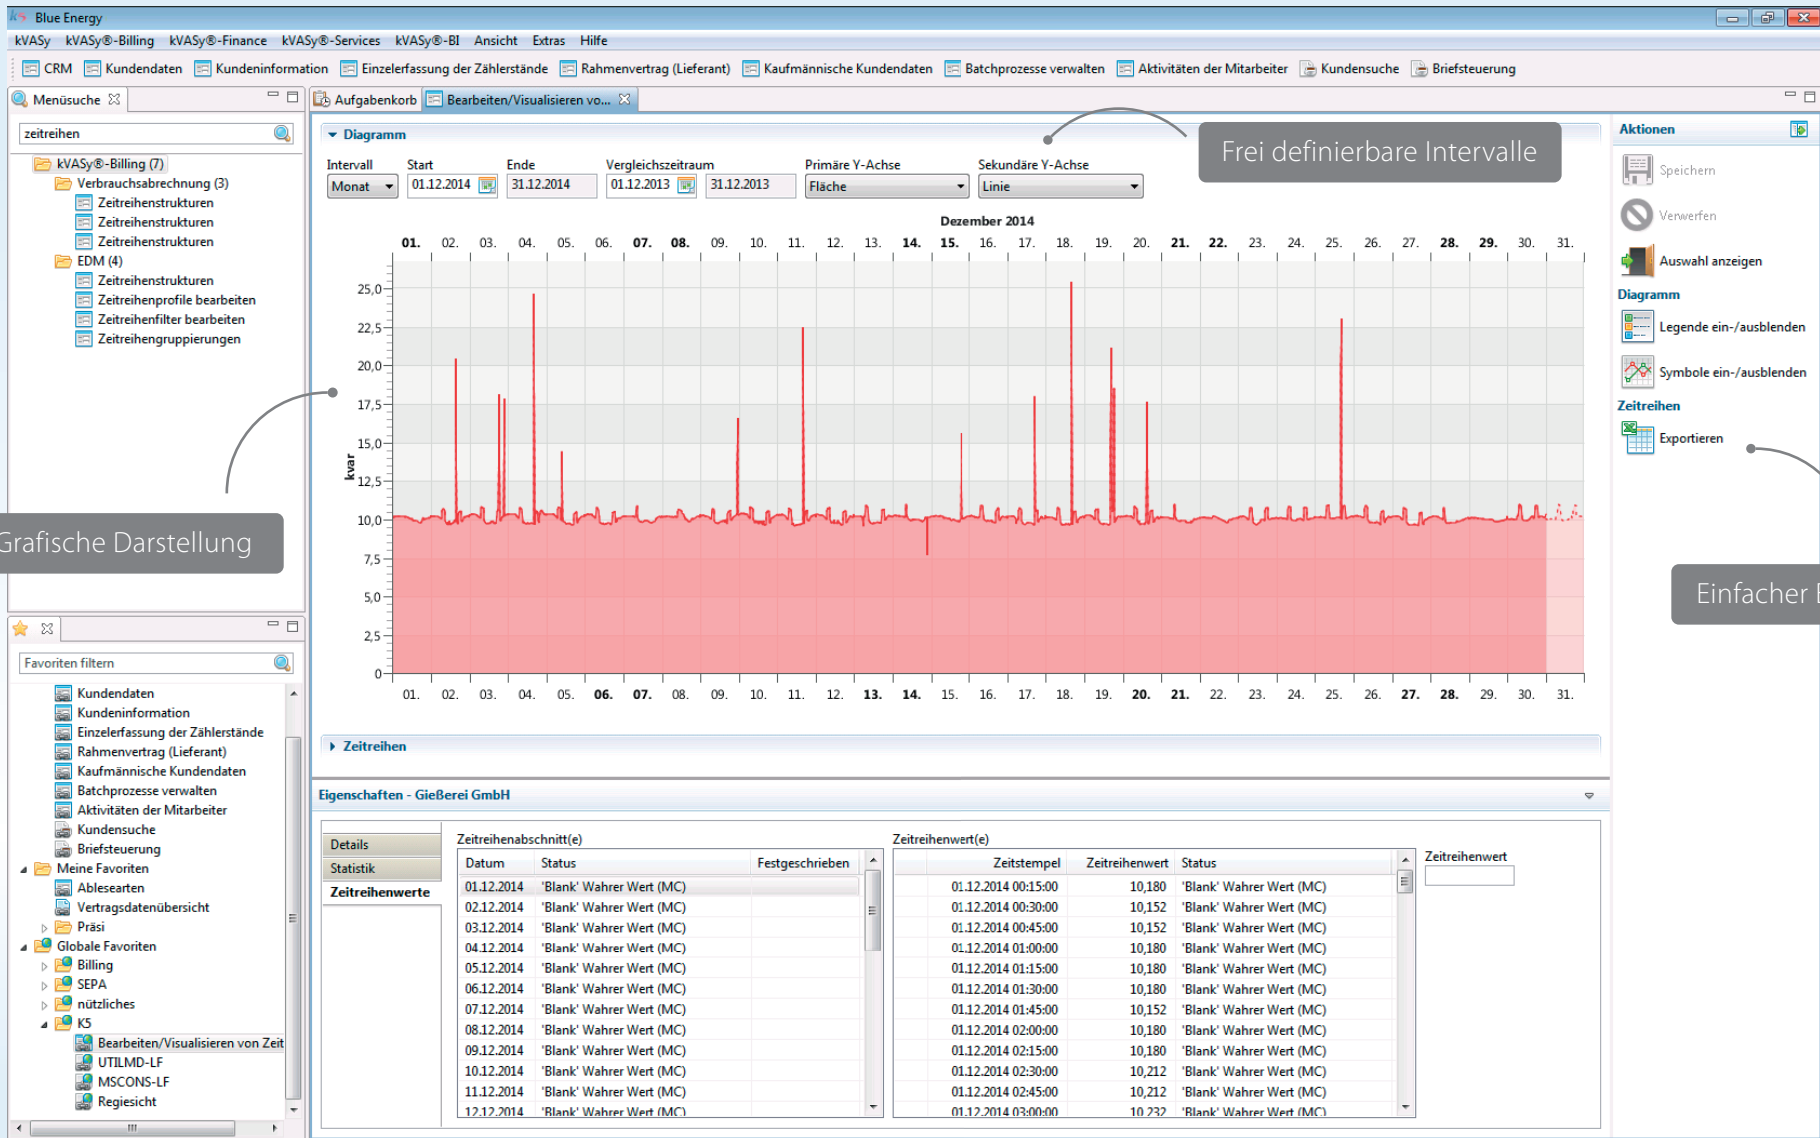 Blue Energy
kVASy kVASy®-Billing kVASy®-Finance kVASy®-Services kVASy®-BI Ansicht Extras Hilfe
CRM Kundendaten Kundeninformation Einzelerfassung der Zählerstände Rahmenvertrag (Lieferant) Kaufmännische Kundendaten Batchprozesse verwalten Aktivitäten der Mitarbeiter Kundensuche Briefsteuerung
Menüsuche
zeitreihen
kVASy®-Billing (7)
Verbrauchsabrechnung (3)
Zeitreihenstrukturen
Zeitreihenstrukturen
Zeitreihenstrukturen
EDM (4)
Zeitreihenstrukturen
Zeitreihenprofile bearbeiten
Zeitreihenfilter bearbeiten
Zeitreihengruppierungen
Grafische Darstellung
Favoriten filtern
Kundendaten
Kundeninformation
Einzelerfassung der Zählerstände
Rahmenvertrag (Lieferant)
Kaufmännische Kundendaten
Batchprozesse verwalten
Aktivitäten der Mitarbeiter
Kundensuche
Briefsteuerung
Meine Favoriten
Ablesearten
Vertragsdatenübersicht
Präsi
Globale Favoriten
Billing
SEPA
nützliches
K5
Bearbeiten/Visualisieren von Zeit
UTILMD-LF
MSCONS-LF
Regiesicht
Aufgabenkorb Bearbeiten/Visualisieren vo...
Diagramm
Intervall Start Ende Vergleichszeitraum Primäre Y-Achse Sekundäre Y-Achse
Monat 01.12.2014 31.12.2014 01.12.2013 31.12.2013 Fläche Linie
Frei definierbare Intervalle
Dezember 2014
01. 02. 03. 04. 05. 06. 07. 08. 09. 10. 11. 12. 13. 14. 15. 16. 17. 18. 19. 20. 21. 22. 23. 24. 25. 26. 27. 28. 29. 30. 31.
25,0
22,5
20,0
17,5
15,0
kvar
12,5
10,0
7,5
5,0
2,5
0
01. 02. 03. 04. 05. 06. 07. 08. 09. 10. 11. 12. 13. 14. 15. 16. 17. 18. 19. 20. 21. 22. 23. 24. 25. 26. 27. 28. 29. 30. 31.
Zeitreihen
Eigenschaften - Gießerei GmbH
Details
Statistik
Zeitreihenwerte
Zeitreihenabschnitt(e)
Datum Status Festgeschrieben
01.12.2014 'Blank' Wahrer Wert (MC)
02.12.2014 'Blank' Wahrer Wert (MC)
03.12.2014 'Blank' Wahrer Wert (MC)
04.12.2014 'Blank' Wahrer Wert (MC)
05.12.2014 'Blank' Wahrer Wert (MC)
06.12.2014 'Blank' Wahrer Wert (MC)
07.12.2014 'Blank' Wahrer Wert (MC)
08.12.2014 'Blank' Wahrer Wert (MC)
09.12.2014 'Blank' Wahrer Wert (MC)
10.12.2014 'Blank' Wahrer Wert (MC)
11.12.2014 'Blank' Wahrer Wert (MC)
12.12.2014 'Blank' Wahrer Wert (MC)
Zeitreihenwert(e)
Zeitstempel Zeitreihenwert Status
01.12.2014 00:15:00 10,180 'Blank' Wahrer Wert (MC)
01.12.2014 00:30:00 10,152 'Blank' Wahrer Wert (MC)
01.12.2014 00:45:00 10,152 'Blank' Wahrer Wert (MC)
01.12.2014 01:00:00 10,180 'Blank' Wahrer Wert (MC)
01.12.2014 01:15:00 10,180 'Blank' Wahrer Wert (MC)
01.12.2014 01:30:00 10,180 'Blank' Wahrer Wert (MC)
01.12.2014 01:45:00 10,152 'Blank' Wahrer Wert (MC)
01.12.2014 02:00:00 10,180 'Blank' Wahrer Wert (MC)
01.12.2014 02:15:00 10,180 'Blank' Wahrer Wert (MC)
01.12.2014 02:30:00 10,212 'Blank' Wahrer Wert (MC)
01.12.2014 02:45:00 10,212 'Blank' Wahrer Wert (MC)
01.12.2014 03:00:00 10,232 'Blank' Wahrer Wert (MC)
Zeitreihenwert
Aktionen
Speichern
Verwerfen
Auswahl anzeigen
Diagramm
Legende ein-/ausblenden
Symbole ein-/ausblenden
Zeitreihen
Exportieren
Einfacher